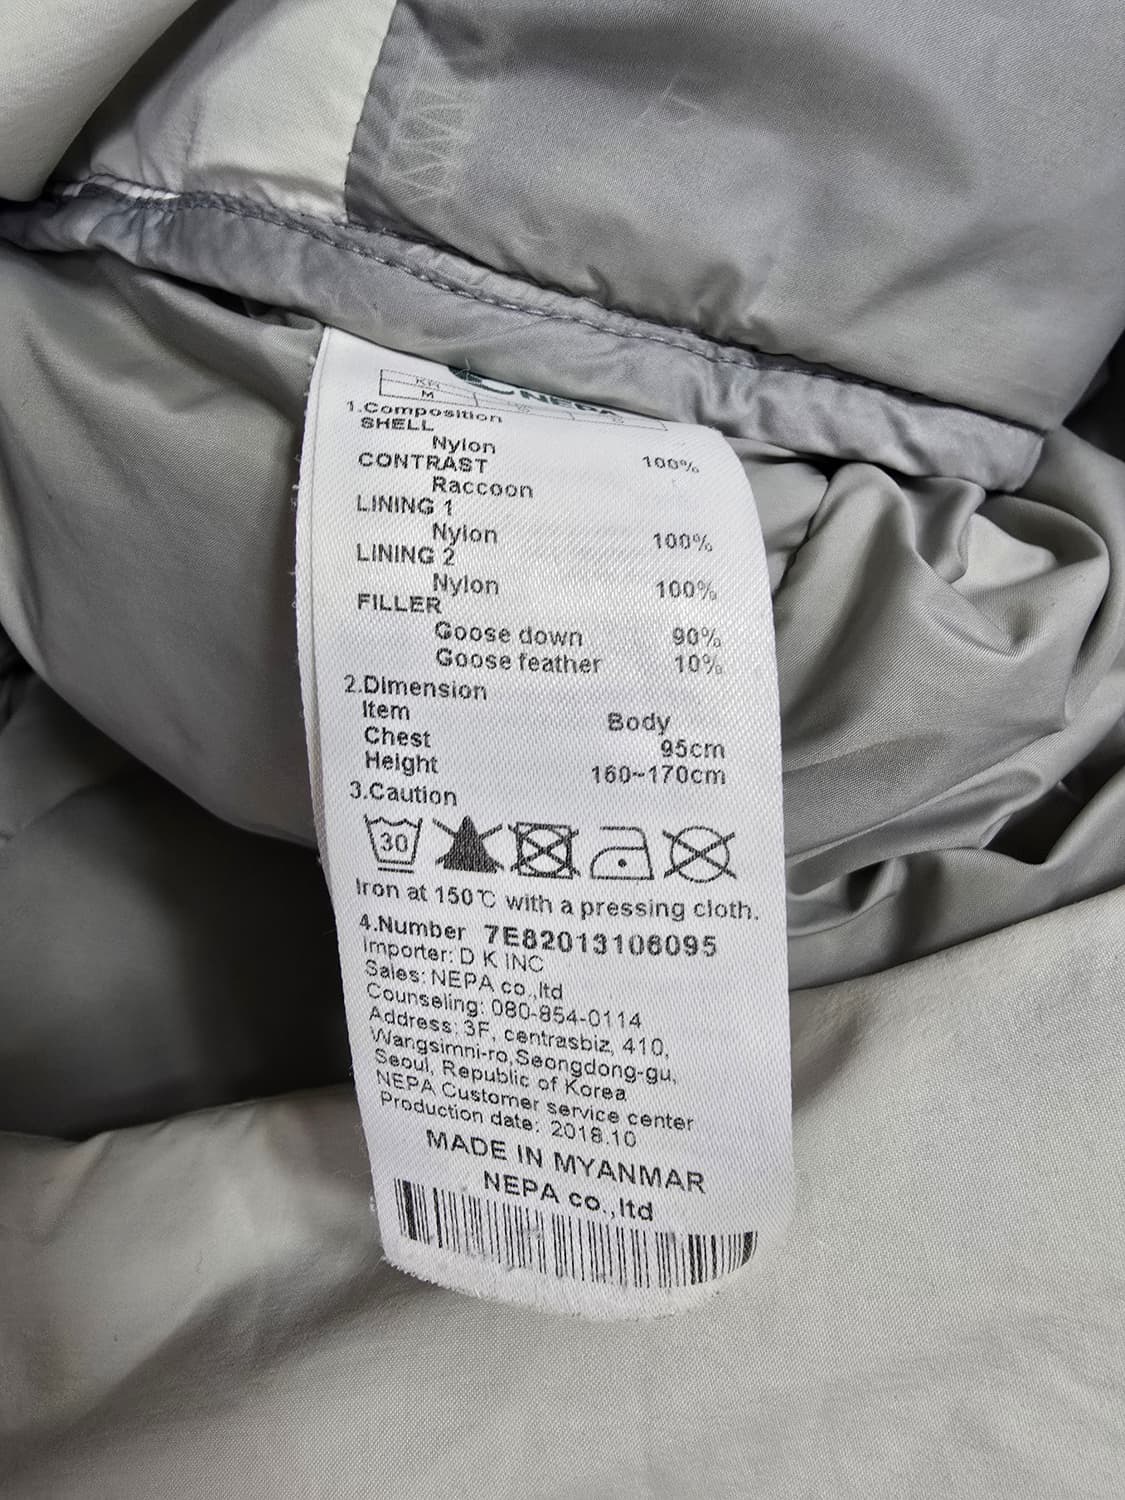 NEPA
KR
M
1.Composition
SHELL
Nylon 100%
CONTRAST
Raccoon
LINING 1
Nylon 100%
LINING 2
Nylon 100%
FILLER
Goose down 90%
Goose feather 10%
2.Dimension
Item Body
Chest 95cm
Height 160~170cm
3.Caution
30
Iron at 150℃ with a pressing cloth.
4.Number 7E82013106095
Importer: D K INC
Sales: NEPA co.,ltd
Counseling: 080-854-0114
Address: 3F, centrasbiz, 410,
Wangsimni-ro,Seongdong-gu,
Seoul, Republic of Korea
NEPA Customer service center
Production date: 2018.10
MADE IN MYANMAR
NEPA co.,ltd